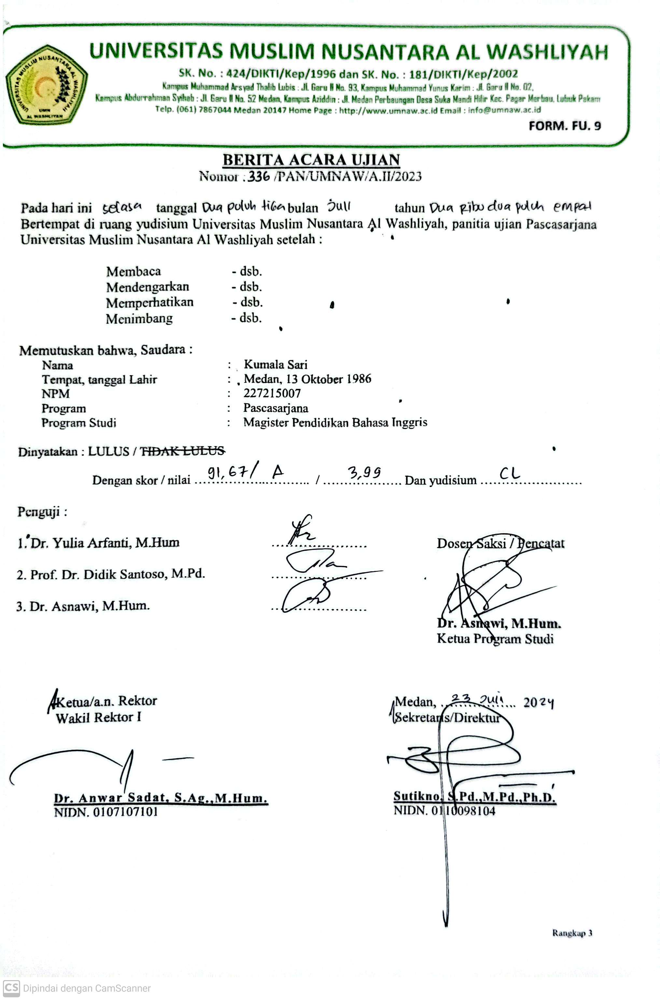 UNIVERSITAS MUSLIM NUSANTARA AL WASHLIYAH
UMN
AL WASHLIYAH
UNIVERSITAS MUSLIM NUSANTARA AL WASHLIYAH
SK. No. : 424/DIKTI/Kep/1996 dan SK. No. : 181/DIKTI/Kep/2002
Kampus Muhammad Arsyad Thalib Lubis : Jl. Garu II No. 93, Kampus Muhammad Yunus Karim : Jl. Garu II No. 02,
Kampus Abdurrahman Syihab : Jl. Garu II No. 52 Medan, Kampus Aziddin : Jl. Medan Perbaungan Desa Suka Mandi Hilir Kec. Pagar Merbau, Lubuk Pakam
Telp. (061) 7867044 Medan 20147 Home Page : http://www.umnaw.ac.id Email : info@umnaw.ac.id
FORM. FU. 9
BERITA ACARA UJIAN
Nomor : 336 /PAN/UMNAW/A.II/2023
Pada hari ini selasa tanggal Dua puluh tiga bulan Juli tahun Dua Ribu dua puluh empat
Bertempat di ruang yudisium Universitas Muslim Nusantara Al Washliyah, panitia ujian Pascasarjana
Universitas Muslim Nusantara Al Washliyah setelah :
Membaca - dsb.
Mendengarkan - dsb.
Memperhatikan - dsb.
Menimbang - dsb.
Memutuskan bahwa, Saudara :
Nama : Kumala Sari
Tempat, tanggal Lahir : Medan, 13 Oktober 1986
NPM : 227215007
Program : Pascasarjana
Program Studi : Magister Pendidikan Bahasa Inggris
Dinyatakan : LULUS / TIDAK LULUS
Dengan skor / nilai 91,67/ A / 3,99 Dan yudisium CL
Penguji :
1. Dr. Yulia Arfanti, M.Hum
Dosen Saksi / Pencatat
2. Prof. Dr. Didik Santoso, M.Pd.
3. Dr. Asnawi, M.Hum.
Dr. Asnawi, M.Hum.
Ketua Program Studi
Ketua/a.n. Rektor
Wakil Rektor I
Medan, 23 Juli 2024
Sekretaris/Direktur
Dr. Anwar Sadat, S.Ag.,M.Hum.
NIDN. 0107107101
Sutikno, S.Pd.,M.Pd.,Ph.D.
NIDN. 0110098104
Rangkap 3
CS Dipindai dengan CamScanner